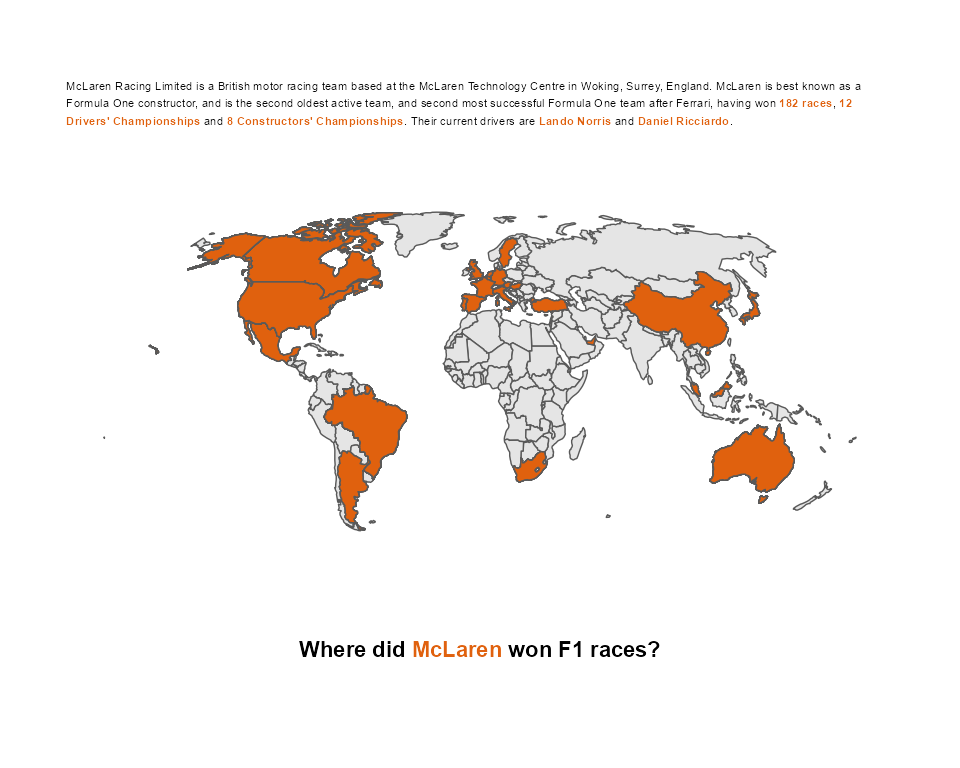 McLaren Racing Limited is a British motor racing team based at the McLaren Technology Centre in Woking, Surrey, England. McLaren is best known as a
Formula One constructor, and is the second oldest active team, and second most successful Formula One team after Ferrari, having won 182 races, 12
Drivers' Championships and 8 Constructors' Championships. Their current drivers are Lando Norris and Daniel Ricciardo.
Where did McLaren won F1 races?